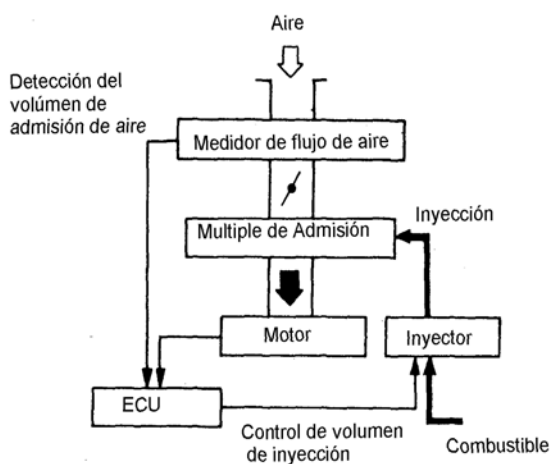 Aire
Detección del
volúmen de
admisión de aire
Medidor de flujo de aire
Inyección
Multiple de Admisión
Motor
Inyector
ECU
Control de volumen
de inyección
Combustible